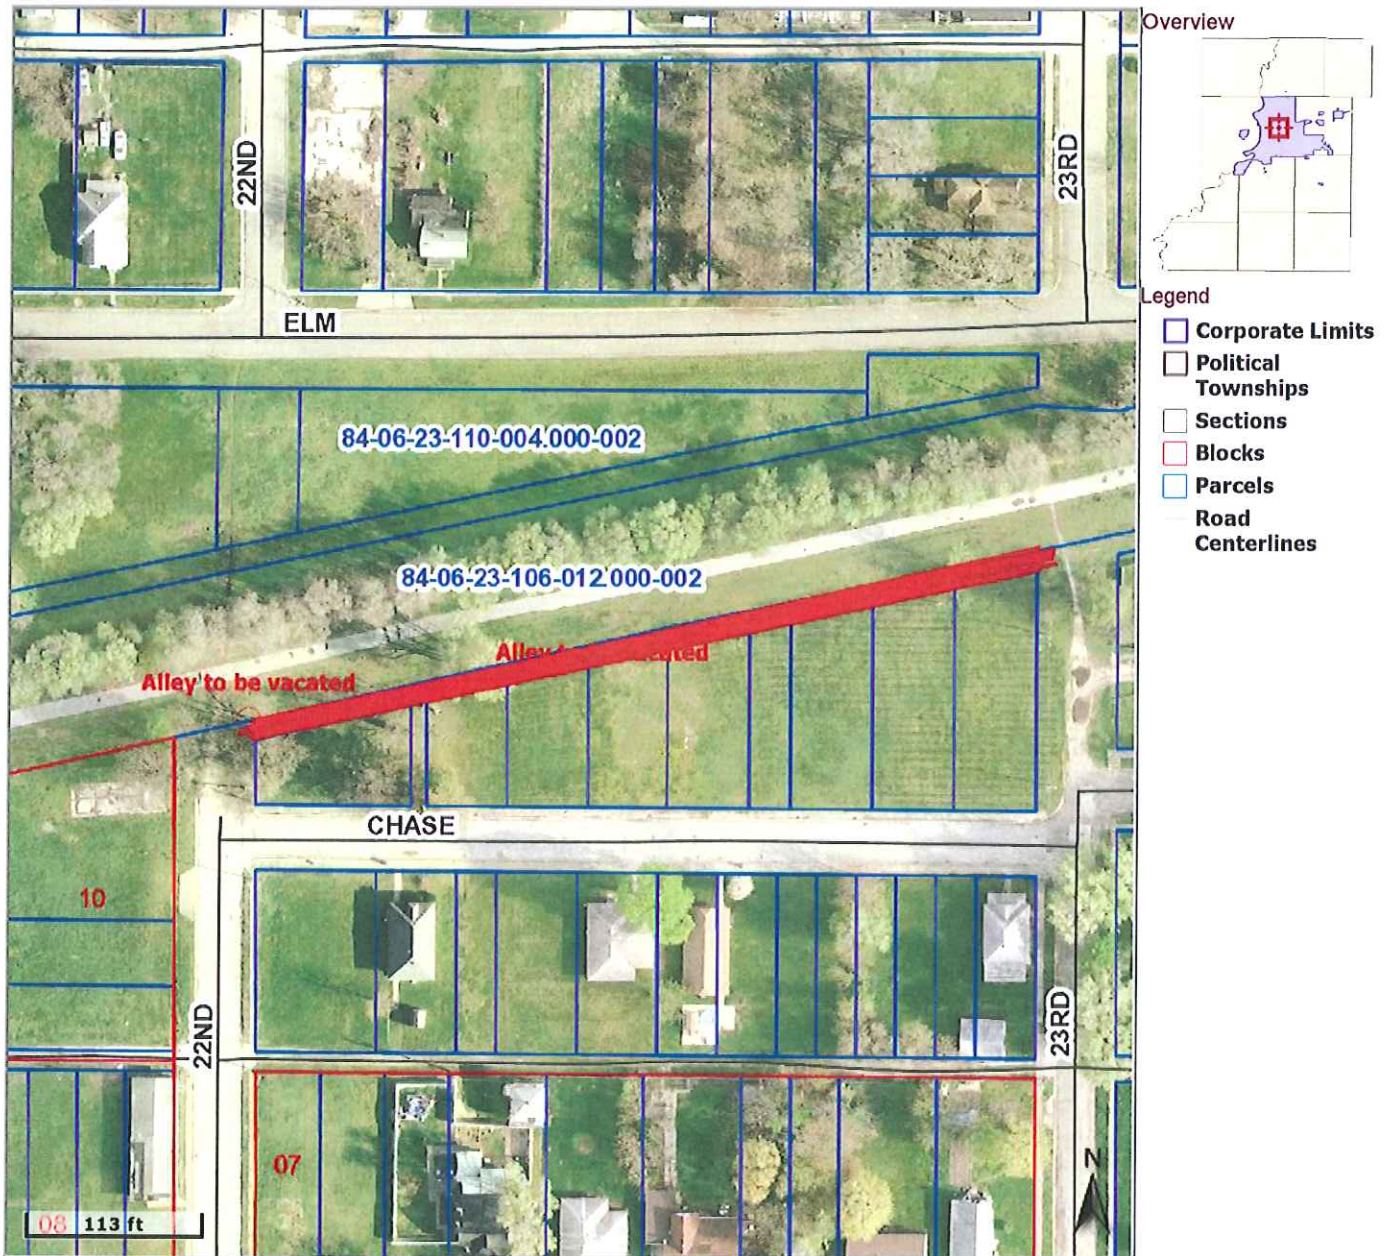 Overview
22ND
23RD
Legend
ELM
Corporate Limits
Political
Townships
Sections
Blocks
Parcels
Road
Centerlines
84-06-23-110-004.000-002
84-06-23-106-012.000-002
Alley
Alley to be vacated
CHASE
10
22ND
23RD
07
N
08 113 ft